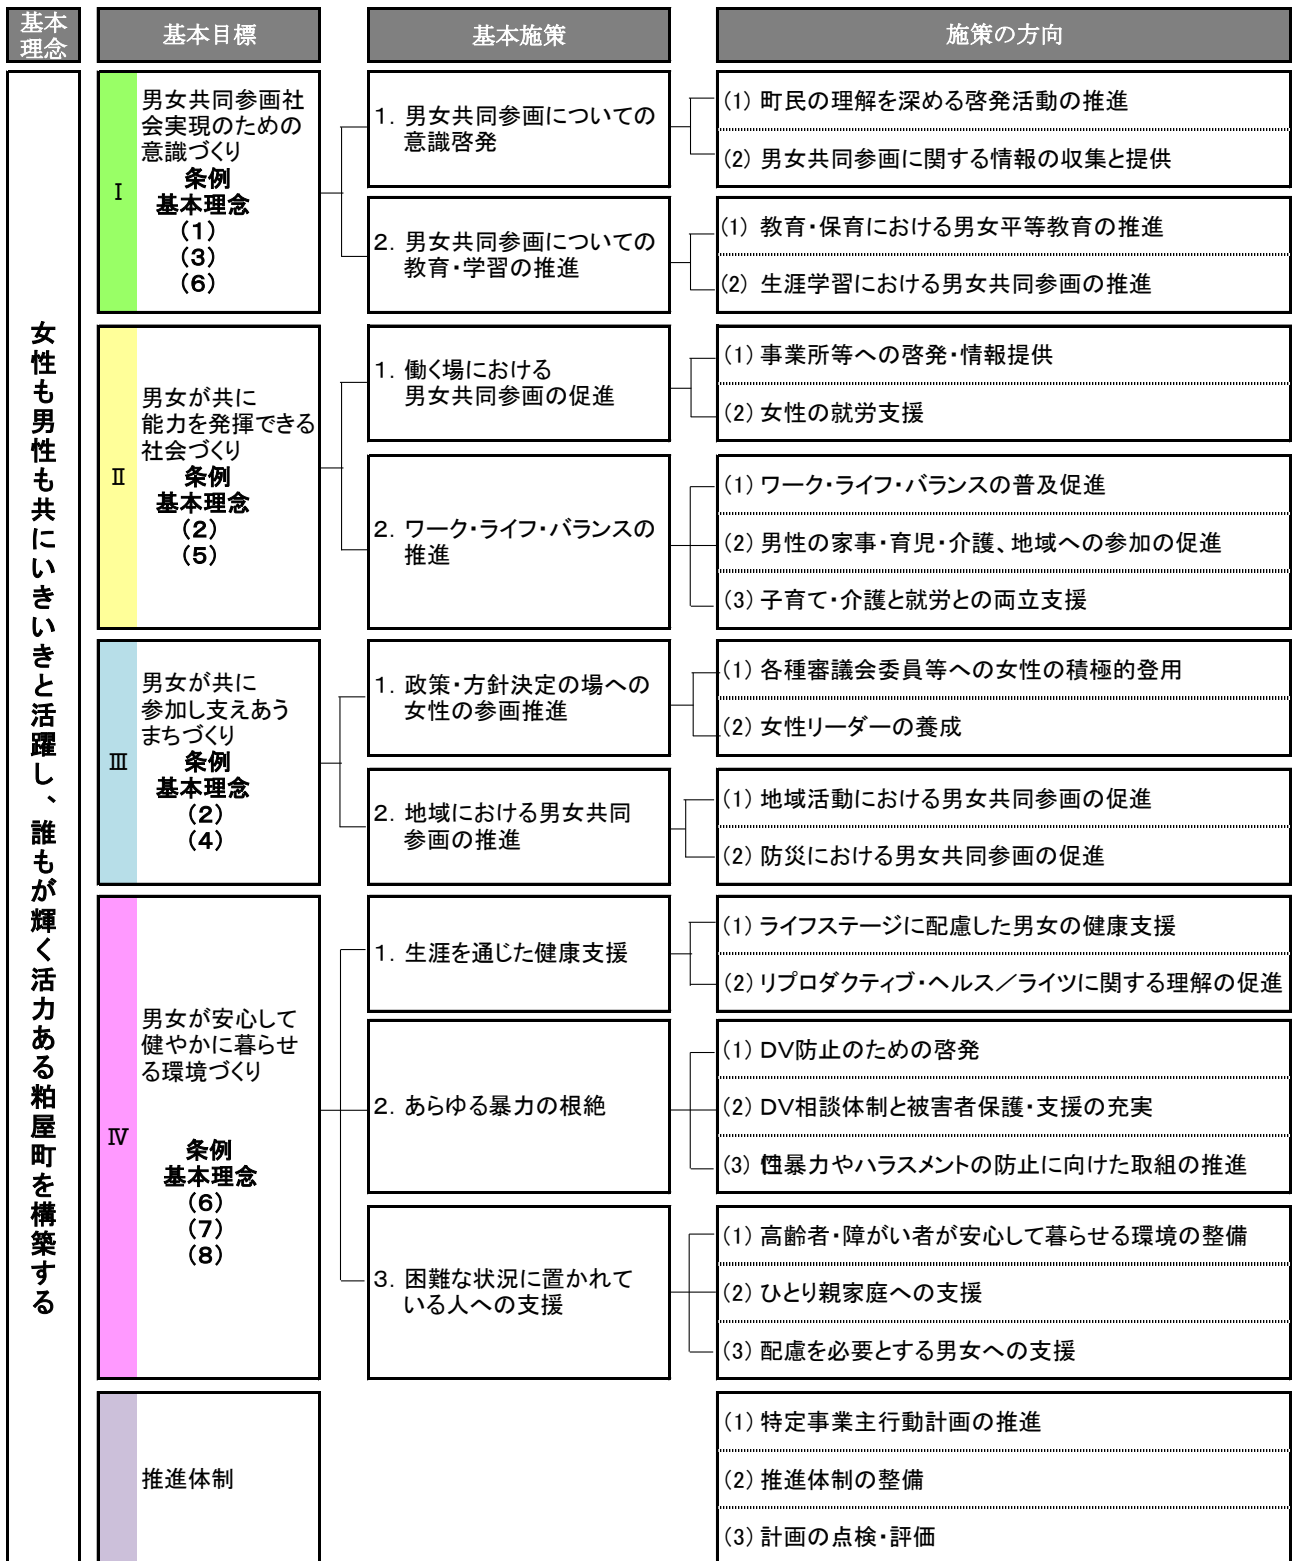 基本
理念
基本目標
基本施策
施策の方向
女性も男性も共にいきいきと活躍し、誰もが輝く活力ある粕屋町を構築する
Ⅰ
男女共同参画社
会実現のための
意識づくり
条例
基本理念
(1)
(3)
(6)
1. 男女共同参画についての
意識啓発
(1) 町民の理解を深める啓発活動の推進
(2) 男女共同参画に関する情報の収集と提供
2. 男女共同参画についての
教育・学習の推進
(1) 教育・保育における男女平等教育の推進
(2) 生涯学習における男女共同参画の推進
Ⅱ
男女が共に
能力を発揮できる
社会づくり
条例
基本理念
(2)
(5)
1. 働く場における
男女共同参画の促進
(1) 事業所等への啓発・情報提供
(2) 女性の就労支援
2. ワーク・ライフ・バランスの
推進
(1) ワーク・ライフ・バランスの普及促進
(2) 男性の家事・育児・介護、地域への参加の促進
(3) 子育て・介護と就労との両立支援
Ⅲ
男女が共に
参加し支えあう
まちづくり
条例
基本理念
(2)
(4)
1. 政策・方針決定の場への
女性の参画推進
(1) 各種審議会委員等への女性の積極的登用
(2) 女性リーダーの養成
2. 地域における男女共同
参画の推進
(1) 地域活動における男女共同参画の促進
(2) 防災における男女共同参画の促進
Ⅳ
男女が安心して
健やかに暮らせ
る環境づくり
条例
基本理念
(6)
(7)
(8)
1. 生涯を通じた健康支援
(1) ライフステージに配慮した男女の健康支援
(2) リプロダクティブ・ヘルス／ライツに関する理解の促進
2. あらゆる暴力の根絶
(1) DV防止のための啓発
(2) DV相談体制と被害者保護・支援の充実
(3) 性暴力やハラスメントの防止に向けた取組の推進
3. 困難な状況に置かれて
いる人への支援
(1) 高齢者・障がい者が安心して暮らせる環境の整備
(2) ひとり親家庭への支援
(3) 配慮を必要とする男女への支援
推進体制
(1) 特定事業主行動計画の推進
(2) 推進体制の整備
(3) 計画の点検・評価